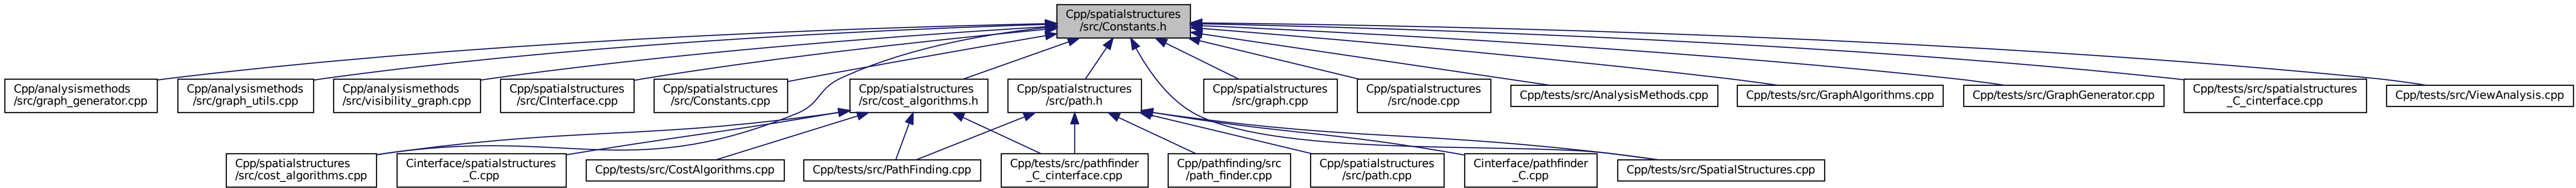 Cpp/spatialstructures
/src/Constants.h
Cpp/analysismethods
/src/graph_generator.cpp
Cpp/analysismethods
/src/graph_utils.cpp
Cpp/analysismethods
/src/visibility_graph.cpp
Cpp/spatialstructures
/src/CInterface.cpp
Cpp/spatialstructures
/src/Constants.cpp
Cpp/spatialstructures
/src/cost_algorithms.h
Cpp/spatialstructures
/src/path.h
Cpp/spatialstructures
/src/graph.cpp
Cpp/spatialstructures
/src/node.cpp
Cpp/tests/src/AnalysisMethods.cpp
Cpp/tests/src/GraphAlgorithms.cpp
Cpp/tests/src/GraphGenerator.cpp
Cpp/tests/src/spatialstructures
_C_cinterface.cpp
Cpp/tests/src/ViewAnalysis.cpp
Cpp/spatialstructures
/src/cost_algorithms.cpp
Cinterface/spatialstructures
_C.cpp
Cpp/tests/src/CostAlgorithms.cpp
Cpp/tests/src/PathFinding.cpp
Cpp/tests/src/pathfinder
_C_cinterface.cpp
Cpp/pathfinding/src
/path_finder.cpp
Cpp/spatialstructures
/src/path.cpp
Cinterface/pathfinder
_C.cpp
Cpp/tests/src/SpatialStructures.cpp